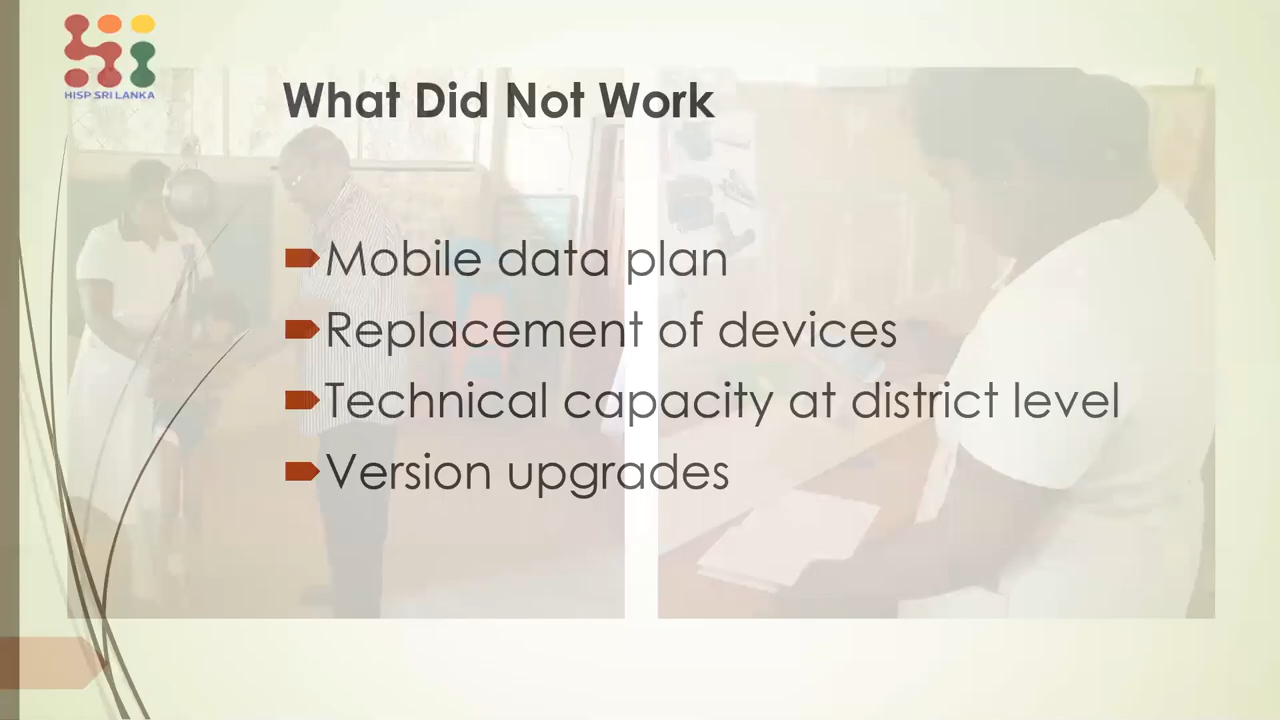 HISP SRI LANKA
What Did Not Work
Mobile data plan
Replacement of devices
Technical capacity at district level
Version upgrades